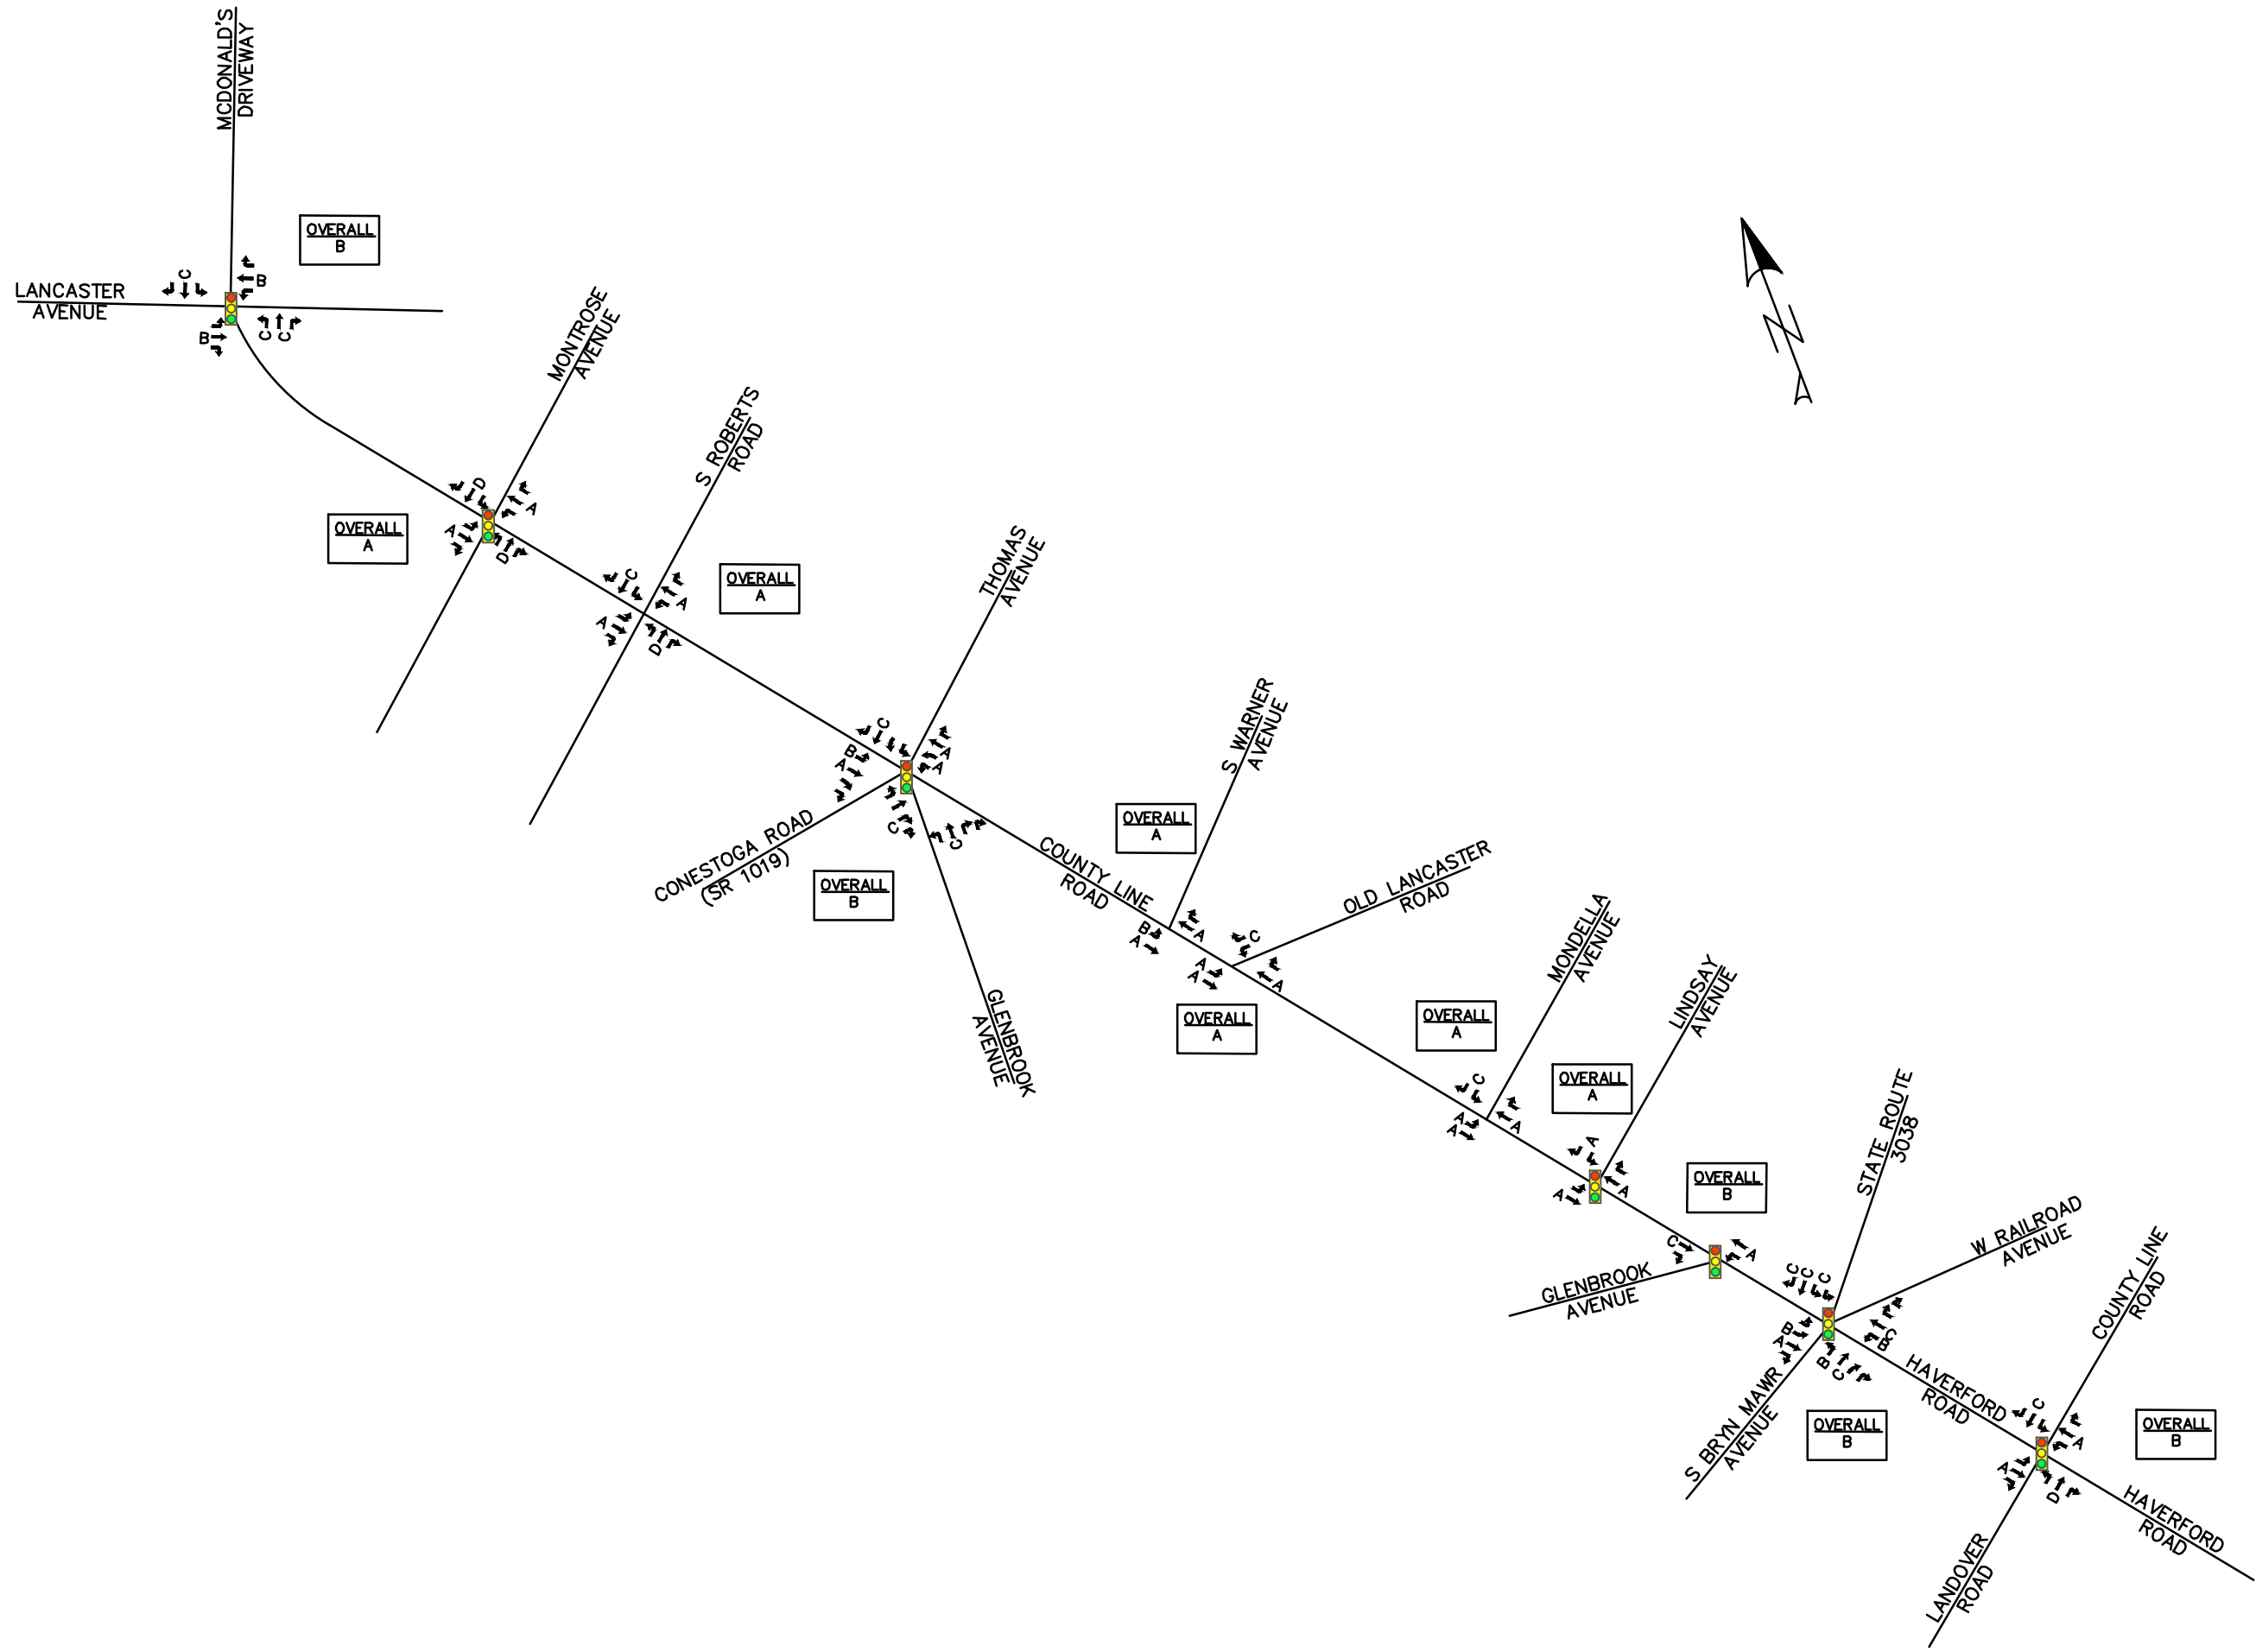 MCDONALD'S
DRIVEWAY
OVERALL
B
LANCASTER
AVENUE
C
B
B
C
C
MONTROSE
AVENUE
OVERALL
A
D
A
A
D
S ROBERTS
ROAD
OVERALL
A
C
A
A
D
THOMAS
AVENUE
C
B
A
A
A
C
C
CONESTOGA ROAD
(SR 1019)
OVERALL
B
GLENBROOK
AVENUE
COUNTY LINE
ROAD
S WARNER
AVENUE
OVERALL
A
B
A
A
OLD LANCASTER
ROAD
C
A
A
A
OVERALL
A
MONDELLA
AVENUE
OVERALL
A
C
A
A
A
LINDSAY
AVENUE
OVERALL
A
A
A
A
OVERALL
B
C
A
GLENBROOK
AVENUE
STATE ROUTE
3038
W RAILROAD
AVENUE
C
C
C
B
A
C
B
B
C
S BRYN MAWR
AVENUE
OVERALL
B
HAVERFORD
ROAD
COUNTY LINE
ROAD
C
A
A
D
OVERALL
B
LANDOVER
ROAD
HAVERFORD
ROAD
N